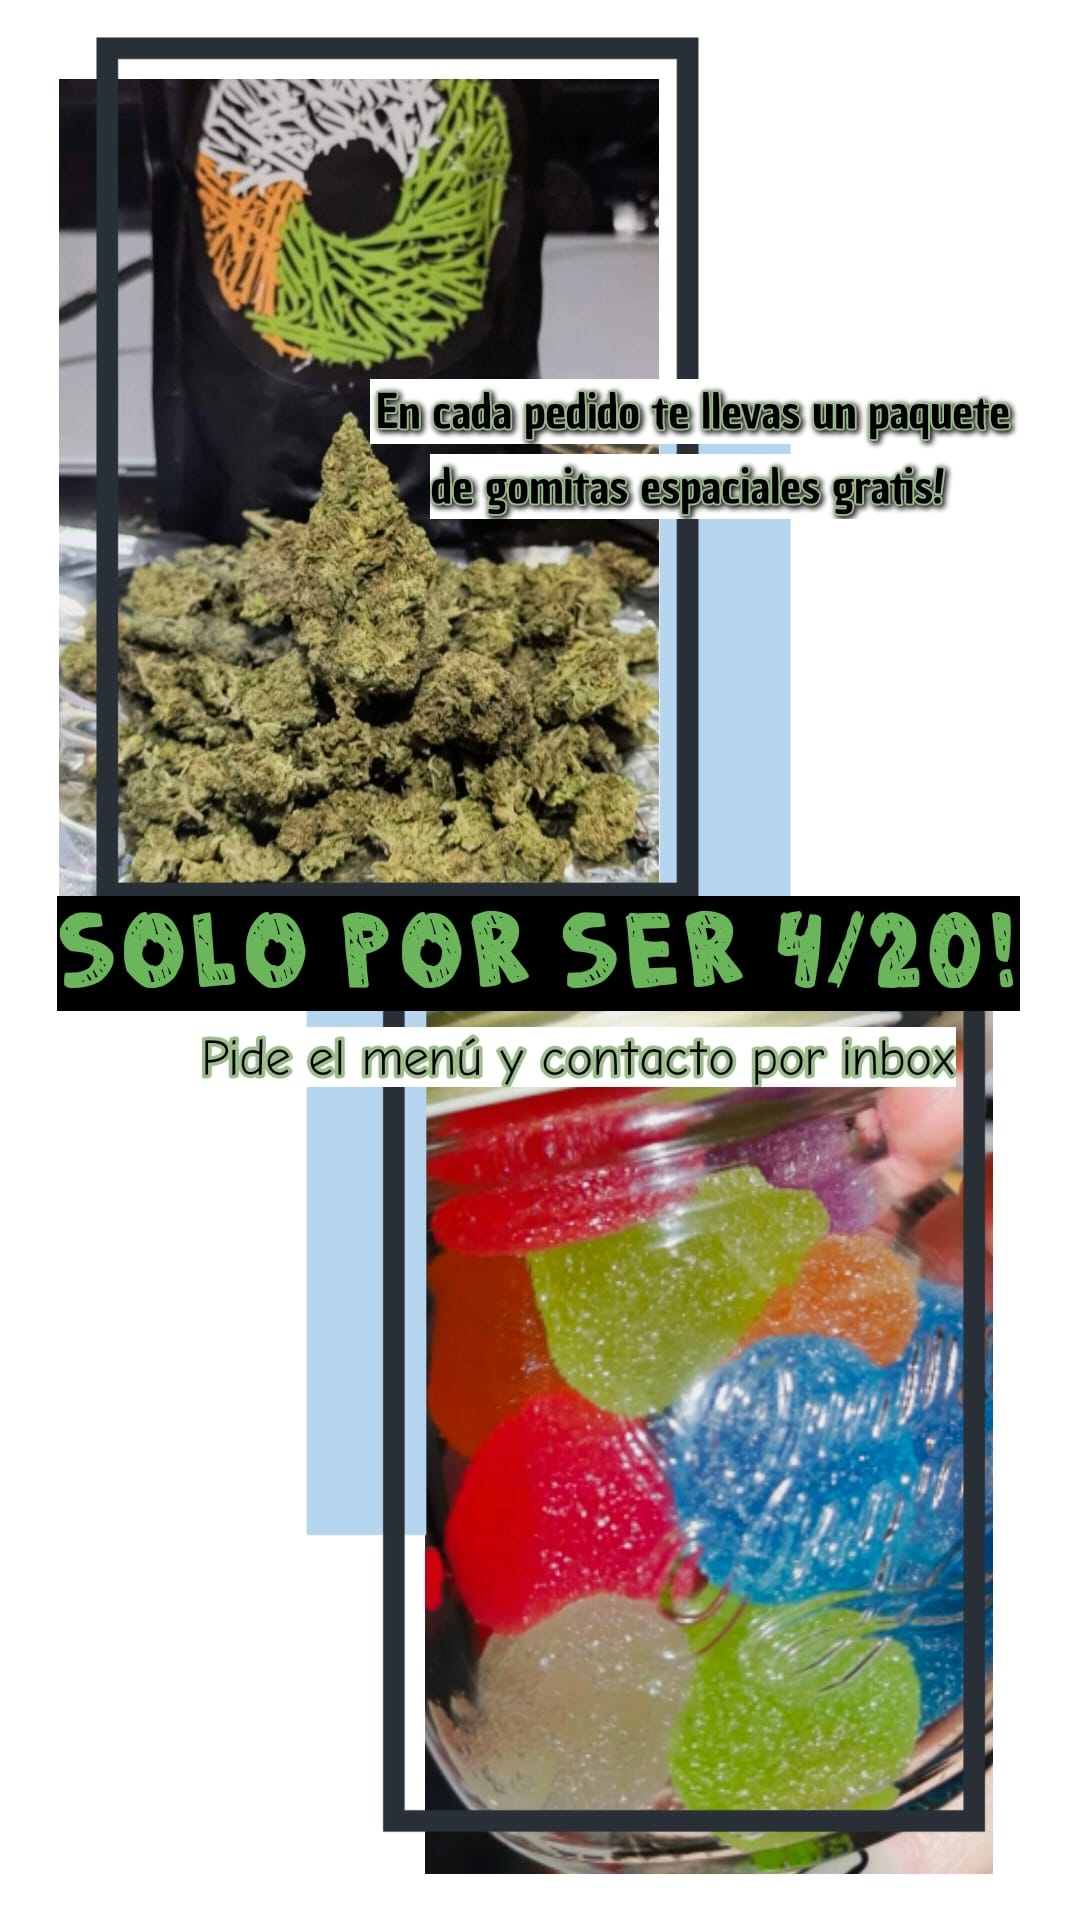 En cada pedido te llevas un paquete
de gomitas espaciales gratis!
SOLO POR SER 4/20!
Pide el menú y contacto por inbox